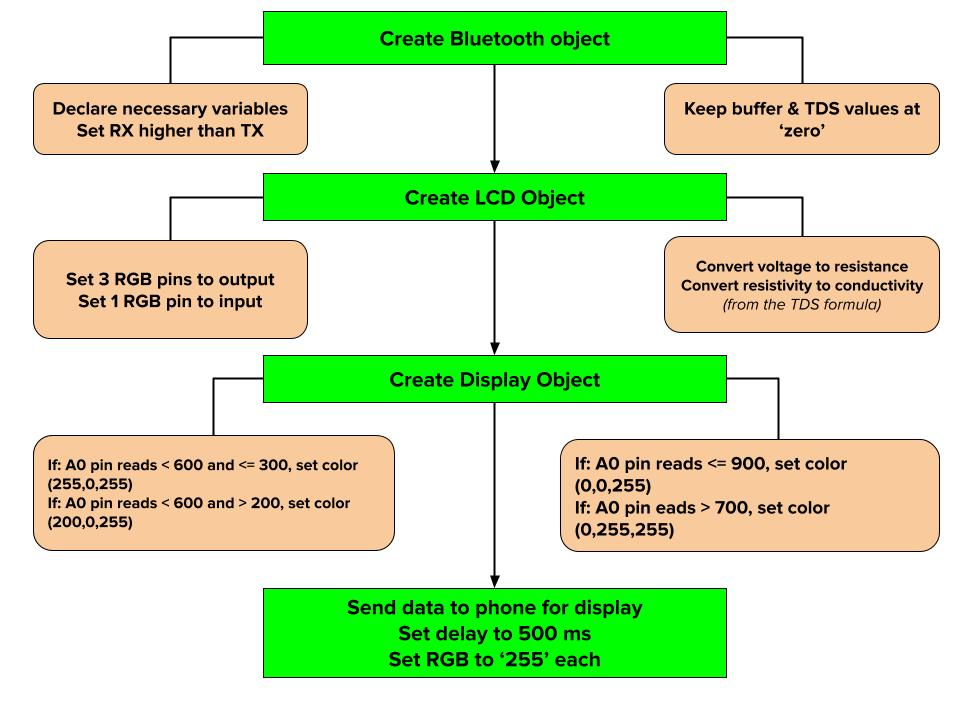 Create Bluetooth object
Declare necessary variables
Set RX higher than TX
Keep buffer & TDS values at
‘zero’
Create LCD Object
Set 3 RGB pins to output
Set 1 RGB pin to input
Convert voltage to resistance
Convert resistivity to conductivity
(from the TDS formula)
Create Display Object
If: A0 pin reads < 600 and <= 300, set color
(255,0,255)
If: A0 pin reads < 600 and > 200, set color
(200,0,255)
If: A0 pin reads <= 900, set color
(0,0,255)
If: A0 pin eads > 700, set color
(0,255,255)
Send data to phone for display
Set delay to 500 ms
Set RGB to ‘255’ each